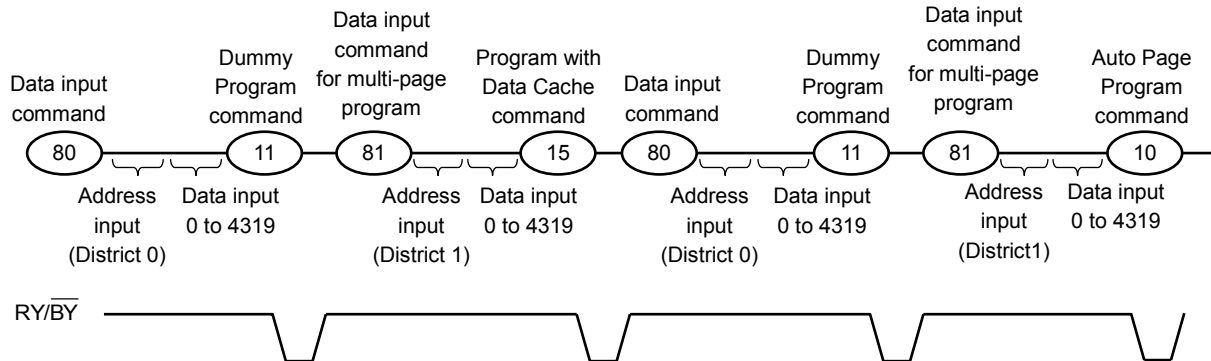 Data input
command
80
Address
input
(District 0)
Data input
0 to 4319
Dummy
Program
command
11
Data input
command
for multi-page
program
81
Address
input
(District 1)
Data input
0 to 4319
Program with
Data Cache
command
15
Data input
command
80
Address
input
(District 0)
Data input
0 to 4319
Dummy
Program
command
11
Data input
command
for multi-page
program
81
Address
input
(District1)
Data input
0 to 4319
Auto Page
Program
command
10
RY/B̅Y̅